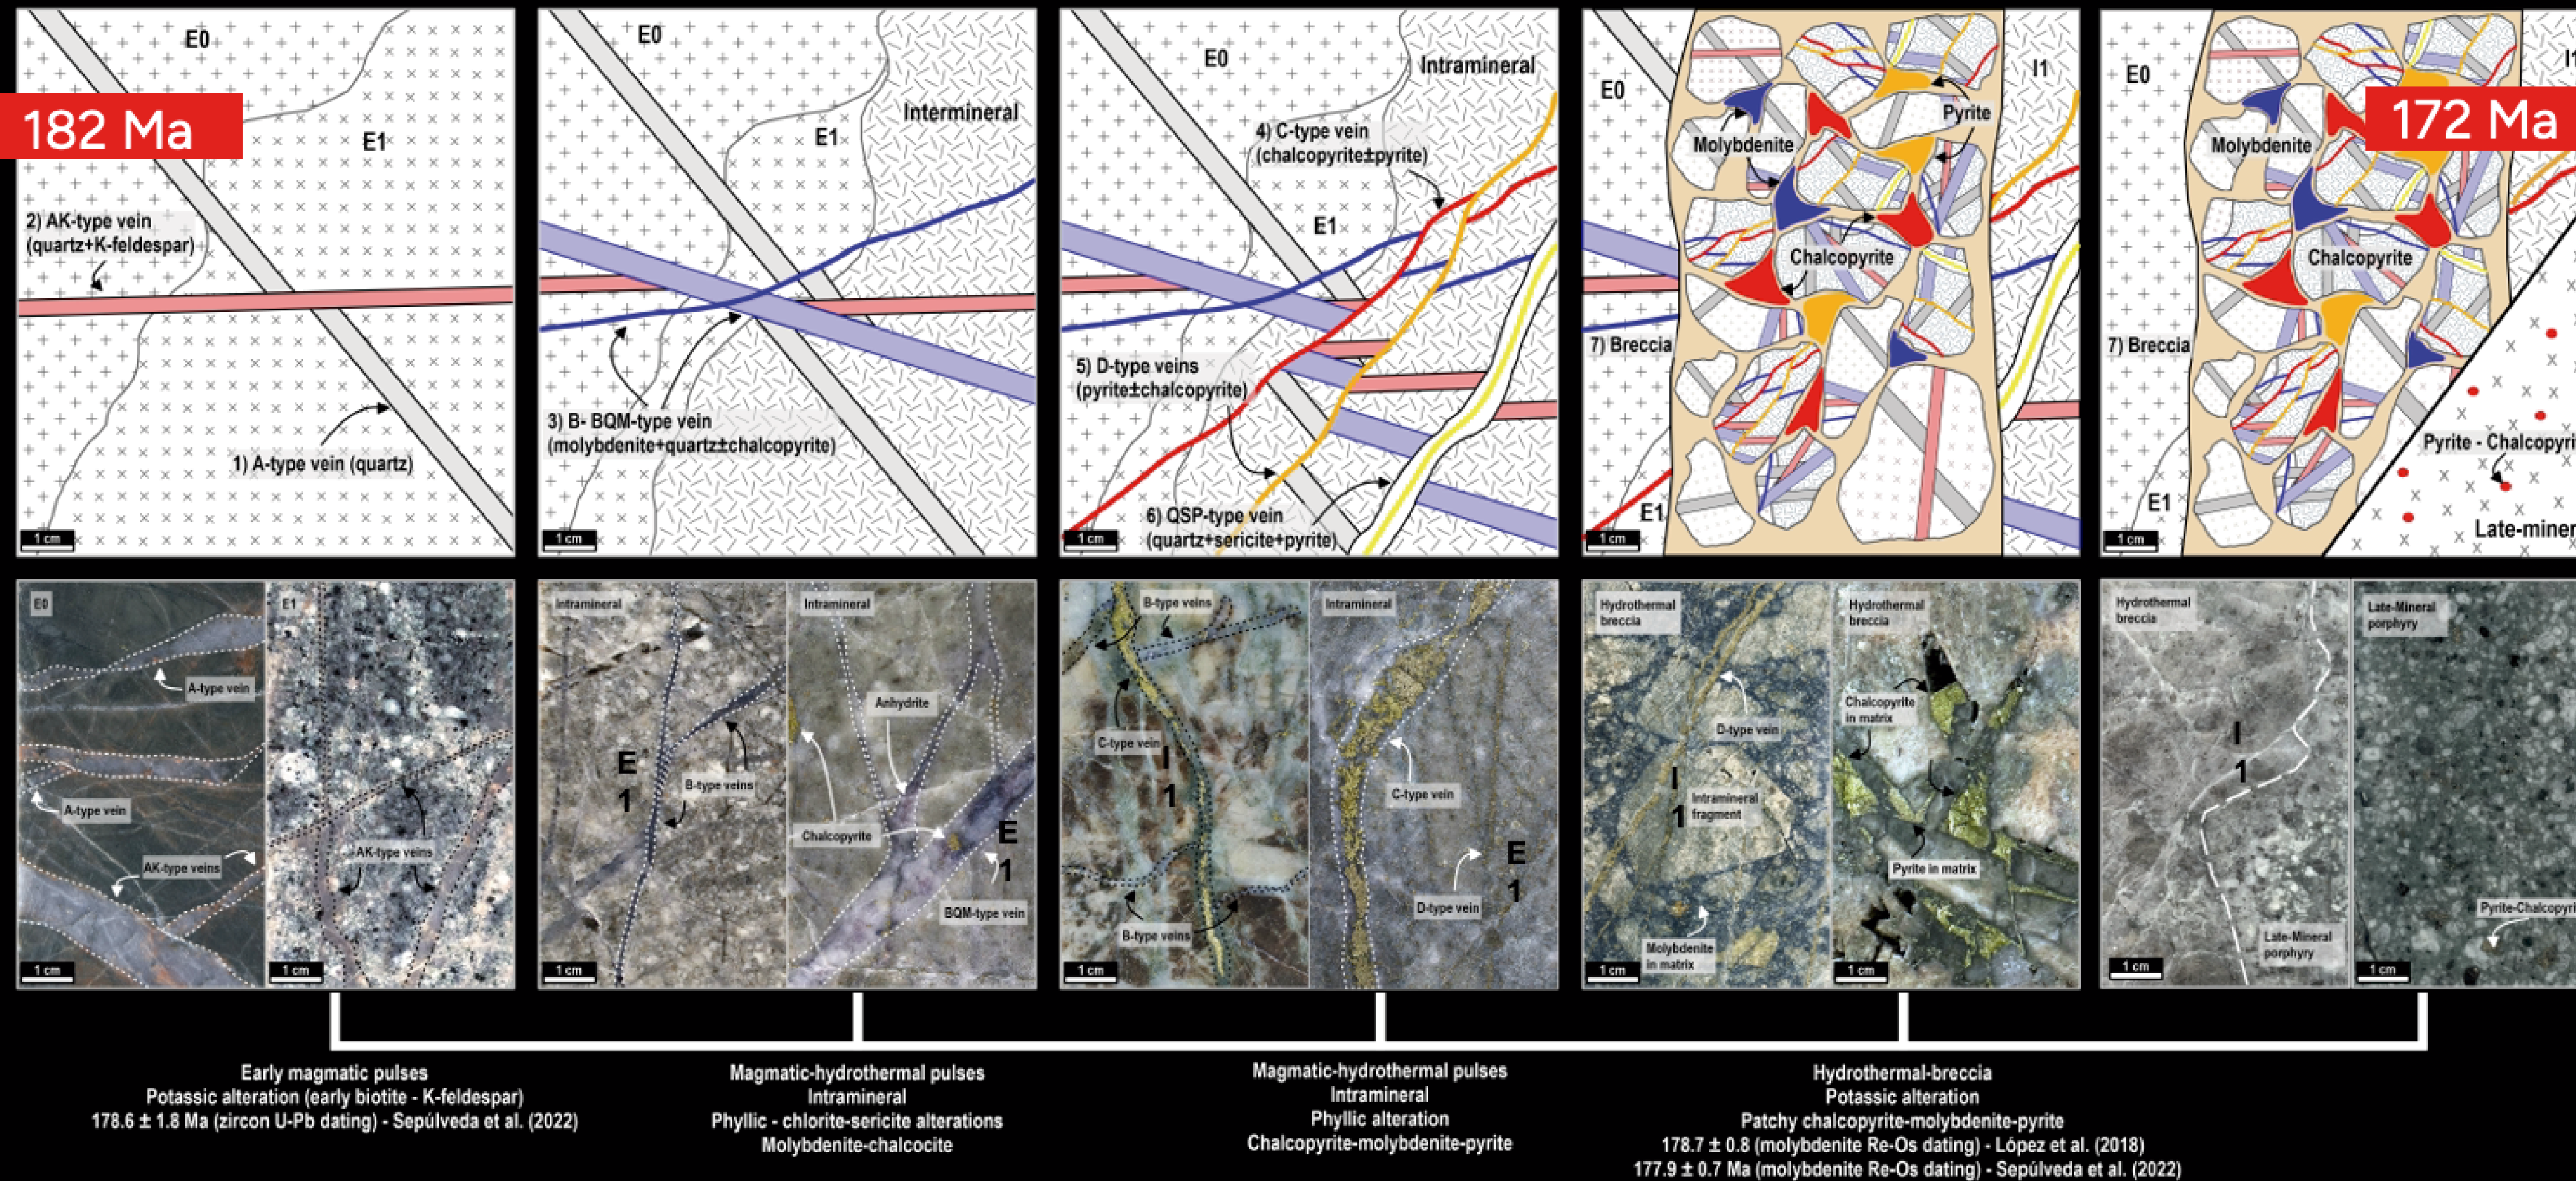 E0
E1
182 Ma
2) AK-type vein
(quartz+K-feldespar)
1) A-type vein (quartz)
1 cm
E0
Intermineral
E1
3) B- BQM-type vein
(molybdenite+quartz±chalcopyrite)
1 cm
E0
Intramineral
4) C-type vein
(chalcopyrite±pyrite)
E1
5) D-type veins
(pyrite±chalcopyrite)
6) QSP-type vein
(quartz+sericite+pyrite)
1 cm
E0
I1
Pyrite
Molybdenite
Chalcopyrite
7) Breccia
E1
1 cm
E0
I1
172 Ma
Molybdenite
Chalcopyrite
7) Breccia
Pyrite - Chalcopyri
E1
Late-miner
1 cm
E0
A-type vein
A-type vein
AK-type veins
1 cm
E1
AK-type veins
1 cm
Intramineral
E
1
B-type veins
1 cm
Intramineral
Anhydrite
Chalcopyrite
E
1
BQM-type vein
B-type veins
C-type vein
I
1
B-type veins
1 cm
Intramineral
C-type vein
E
1
D-type vein
Hydrothermal
breccia
D-type vein
I
1
Intramineral
fragment
Molybdenite
in matrix
1 cm
Hydrothermal
breccia
Chalcopyrite
in matrix
Pyrite in matrix
1 cm
Hydrothermal
breccia
I
1
Late-Mineral
porphyry
1 cm
Late-Mineral
porphyry
Pyrite-Chalcopyri
1 cm
Early magmatic pulses
Potassic alteration (early biotite - K-feldespar)
178.6 ± 1.8 Ma (zircon U-Pb dating) - Sepúlveda et al. (2022)
Magmatic-hydrothermal pulses
Intramineral
Phyllic - chlorite-sericite alterations
Molybdenite-chalcocite
Magmatic-hydrothermal pulses
Intramineral
Phyllic alteration
Chalcopyrite-molybdenite-pyrite
Hydrothermal-breccia
Potassic alteration
Patchy chalcopyrite-molybdenite-pyrite
178.7 ± 0.8 (molybdenite Re-Os dating) - López et al. (2018)
177.9 ± 0.7 Ma (molybdenite Re-Os dating) - Sepúlveda et al. (2022)